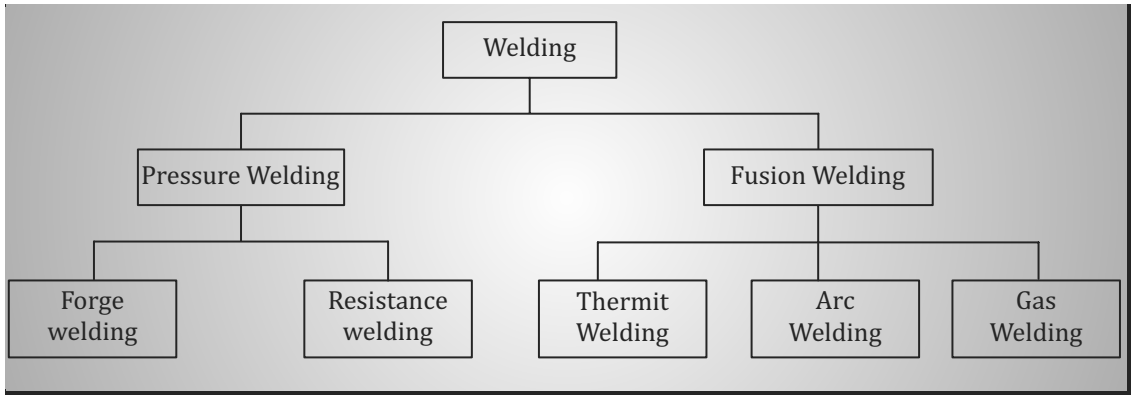 Welding
Pressure Welding
Fusion Welding
Forge
welding
Resistance
welding
Thermit
Welding
Arc
Welding
Gas
Welding